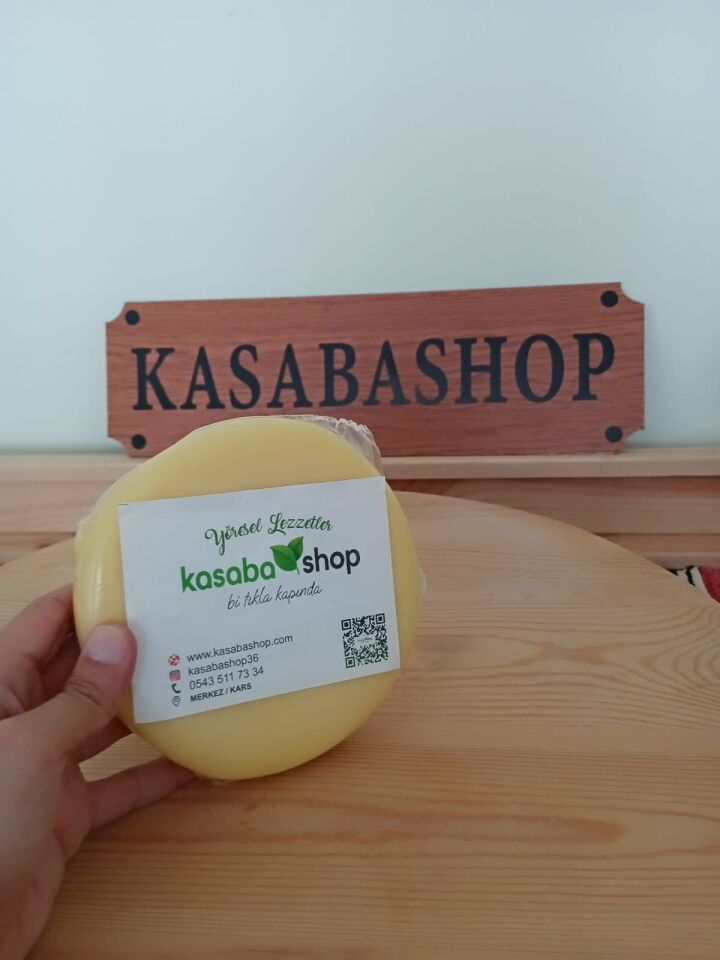 KASABASHOP
Yöresel Lezzetler
kasaba shop
bi tıkla kapında
www.kasabashop.com
kasabashop36
0543 511 73 34
MERKEZ / KARS